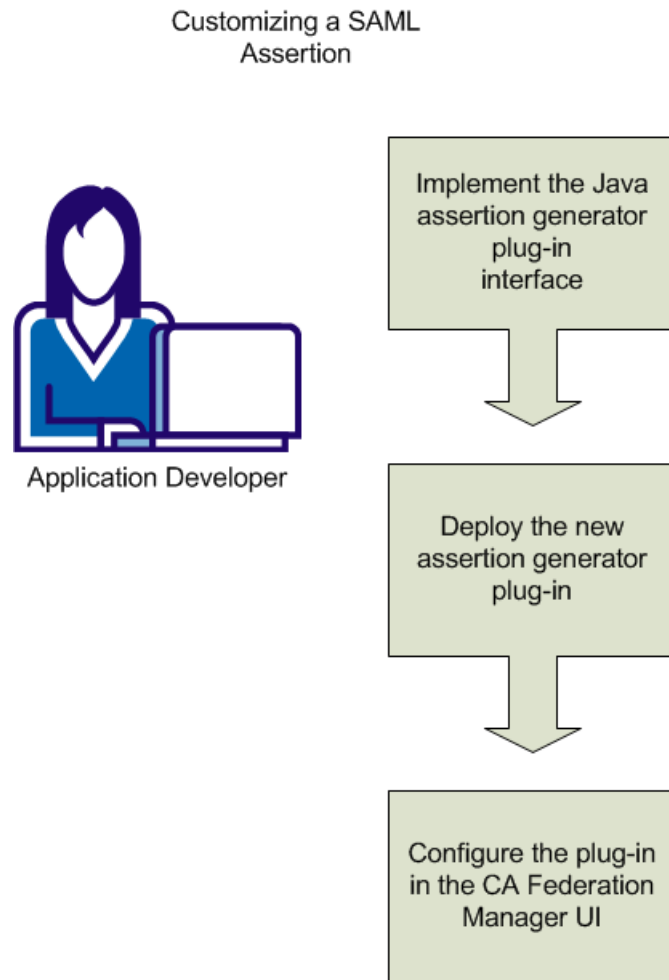 Customizing a SAML
Assertion
Implement the Java
assertion generator
plug-in
interface
Application Developer
Deploy the new
assertion generator
plug-in
Configure the plug-in
in the CA Federation
Manager UI